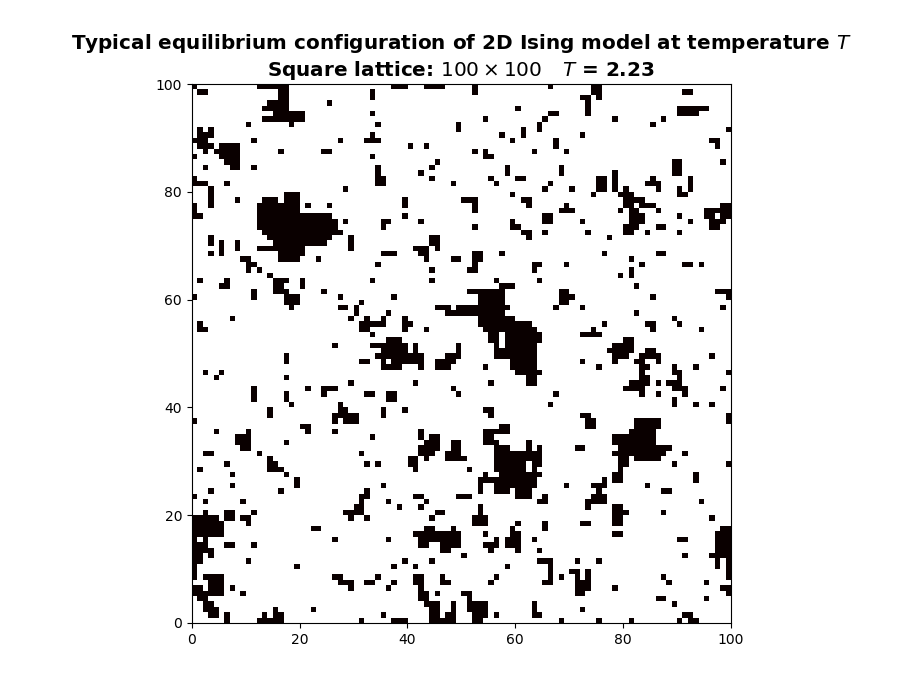 Typical equilibrium configuration of 2D Ising model at temperature T
Square lattice: 100 × 100 T = 2.23
100
80
60
40
20
0
0 20 40 60 80 100